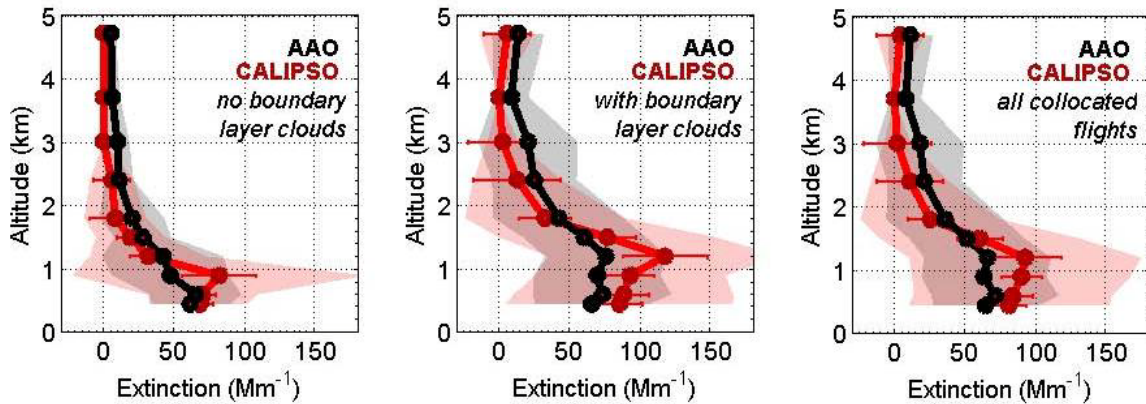 5
4
3
2
1
0
Altitude (km)
AAO
CALIPSO
no boundary
layer clouds
0 50 100 150
Extinction (Mm⁻¹)
5
4
3
2
1
0
Altitude (km)
AAO
CALIPSO
with boundary
layer clouds
0 50 100 150
Extinction (Mm⁻¹)
5
4
3
2
1
0
Altitude (km)
AAO
CALIPSO
all collocated
flights
0 50 100 150
Extinction (Mm⁻¹)